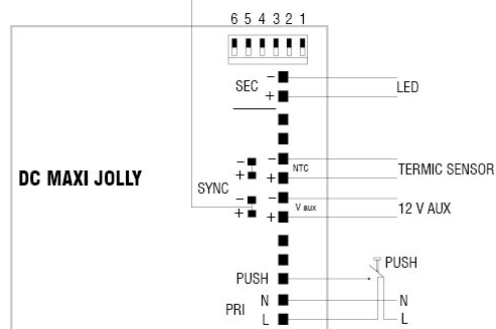 6 5 4 3 2 1
SEC - LED
+
- NTC TERMIC SENSOR
- +
DC MAXI JOLLY
+
SYNC
- - V aux 12 V AUX
+ +
PUSH
PUSH
PRI N N
L L